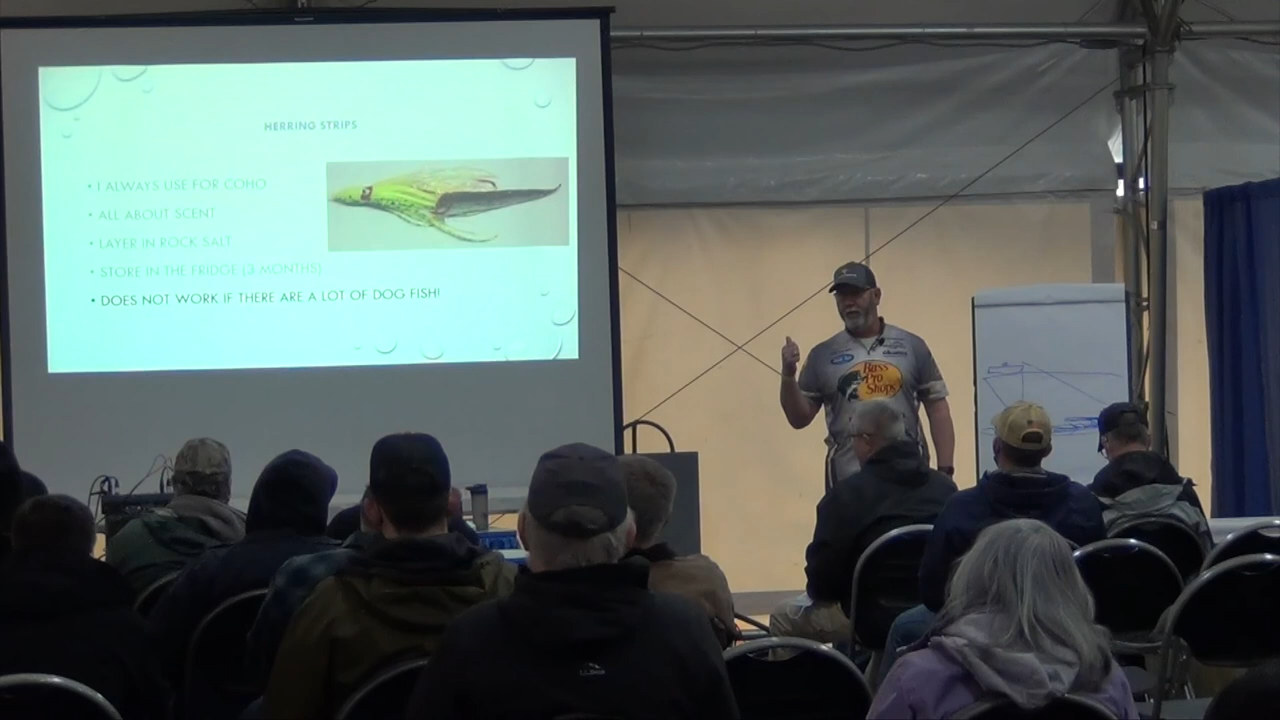 HERRING STRIPS
• I ALWAYS USE FOR COHO
• ALL ABOUT SCENT
• LAYER IN ROCK SALT
• STORE IN THE FRIDGE (3 MONTHS)
• DOES NOT WORK IF THERE ARE A LOT OF DOG FISH!
Bass
Pro
Shops